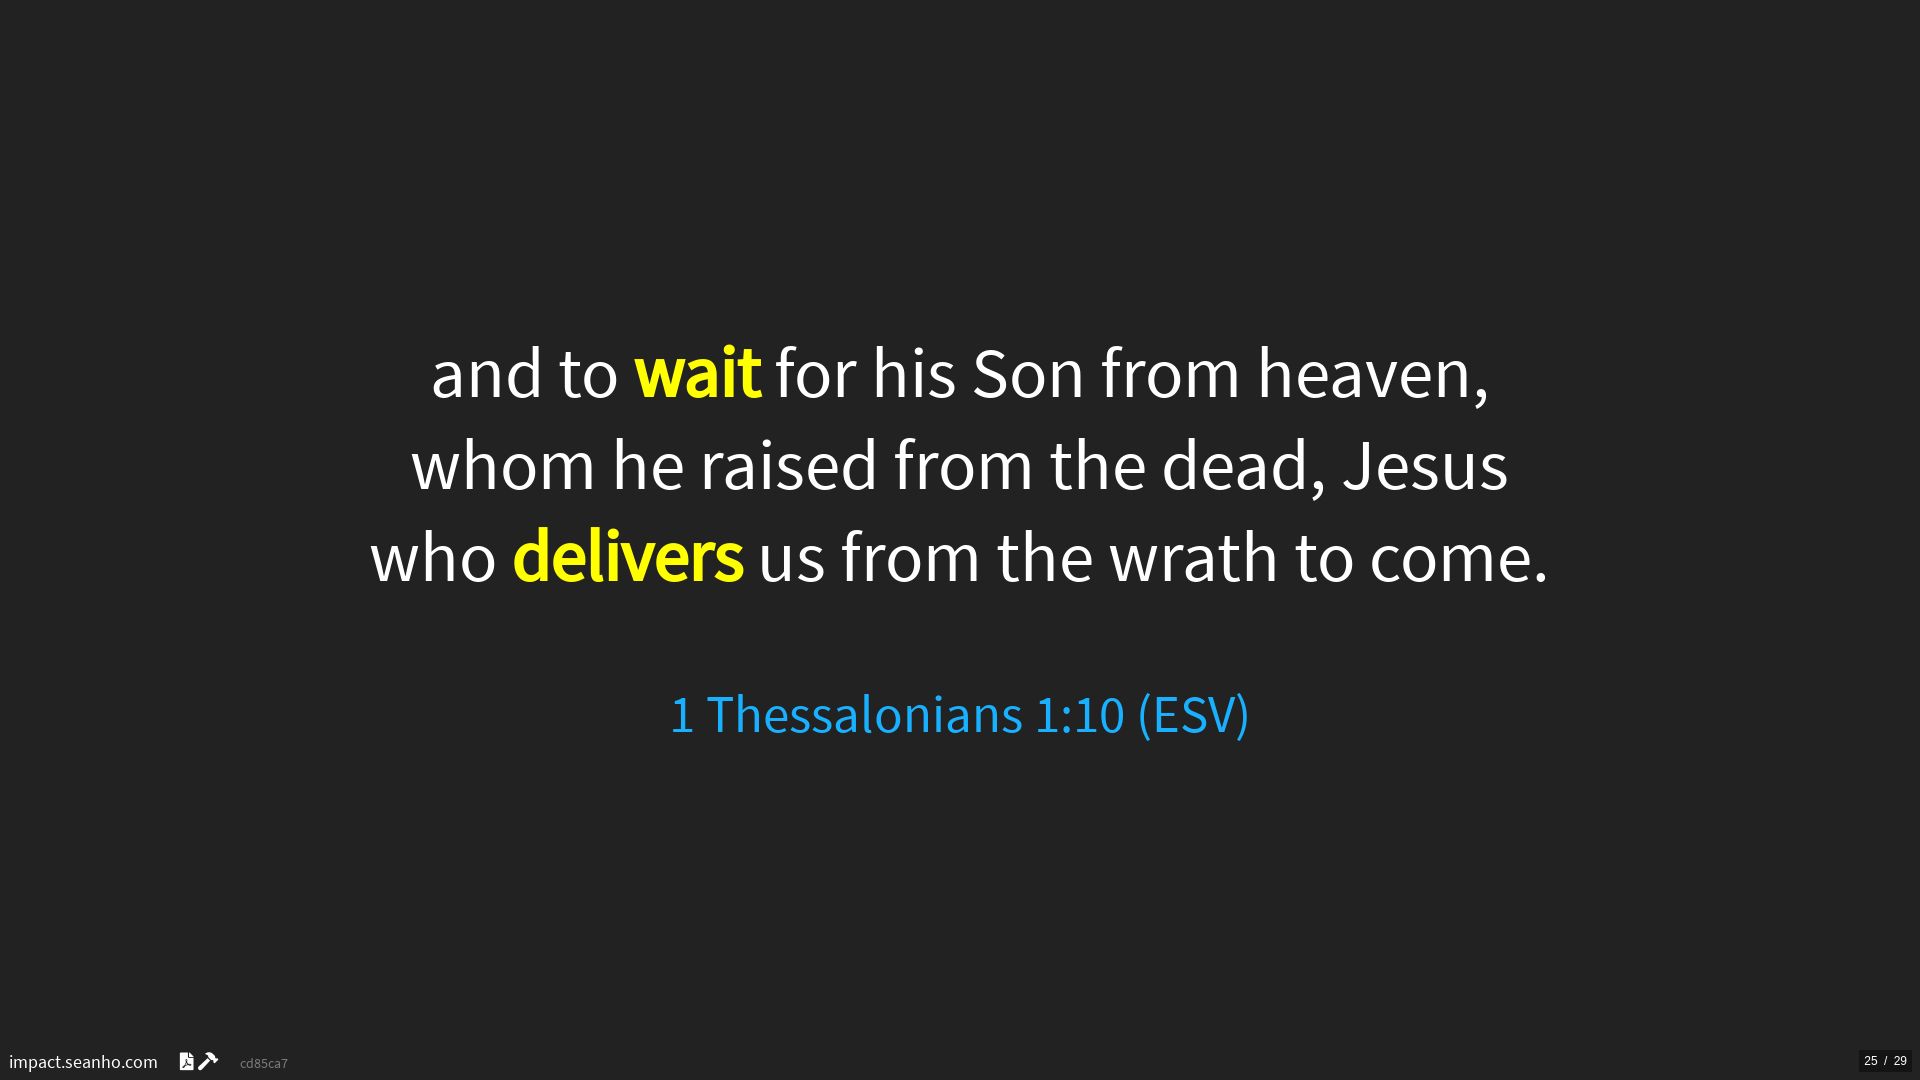 and to wait for his Son from heaven,
whom he raised from the dead, Jesus
who delivers us from the wrath to come.
1 Thessalonians 1:10 (ESV)
impact.seanho.com cd85ca7
25 / 29